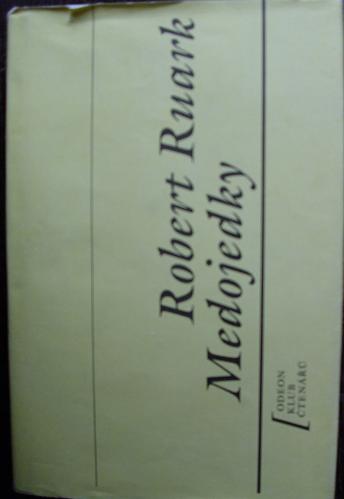 Robert Ruark
Medojedky
ODEON
KLUB
ČTENÁŘŮ